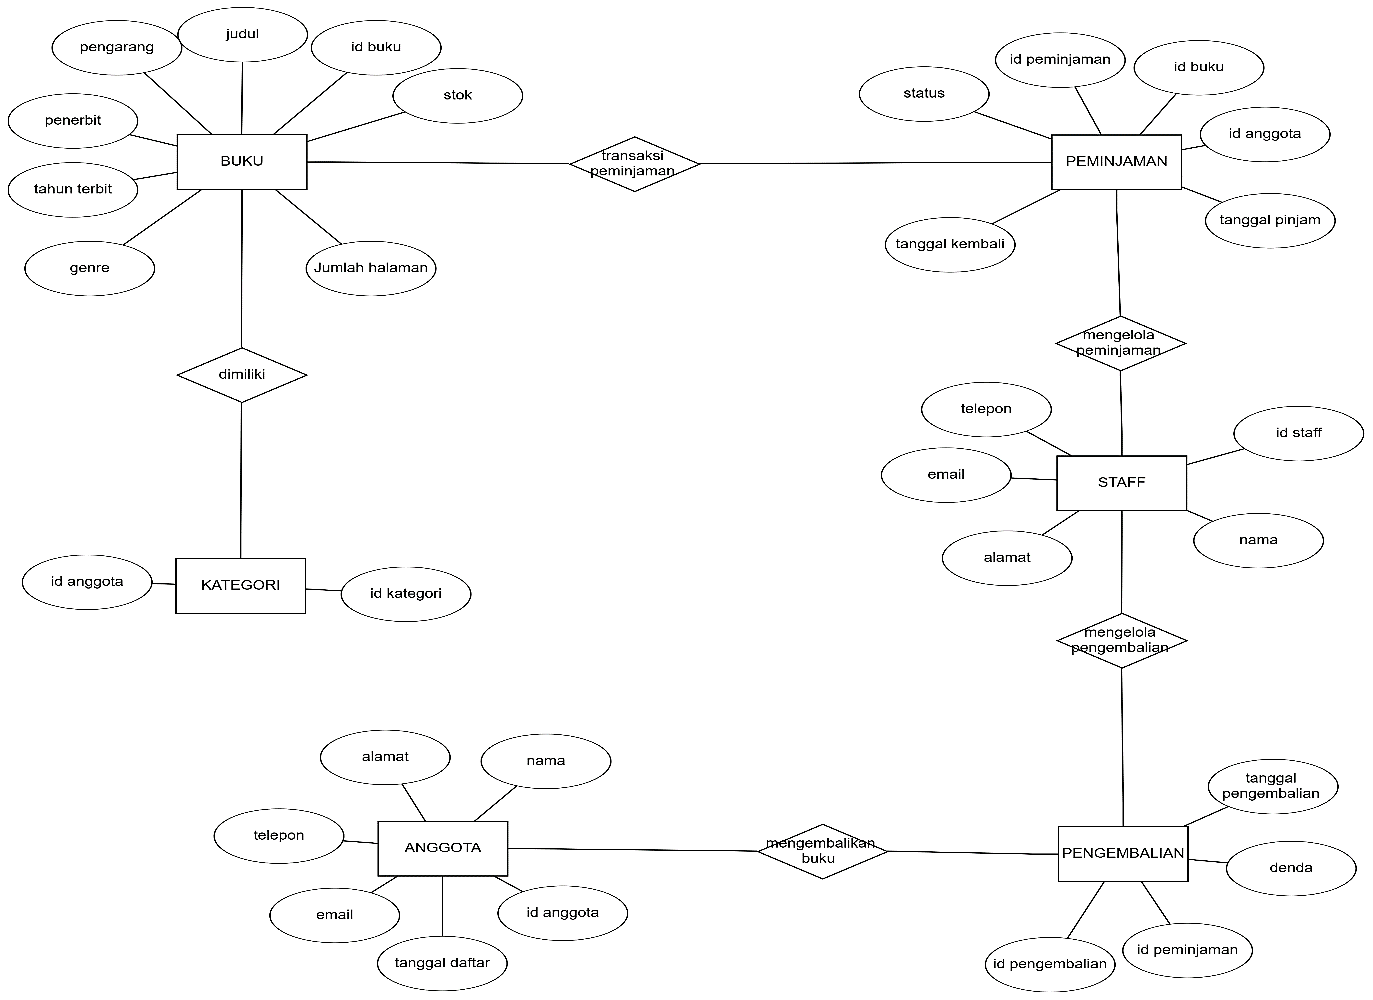 pengarang
judul
id buku
stok
penerbit
BUKU
tahun terbit
genre
Jumlah halaman
transaksi
peminjaman
id peminjaman
id buku
status
id anggota
PEMINJAMAN
tanggal pinjam
tanggal kembali
dimiliki
mengelola
peminjaman
telepon
id staff
email
STAFF
alamat
nama
id anggota
KATEGORI
id kategori
mengelola
pengembalian
alamat
nama
telepon
ANGGOTA
email
id anggota
tanggal daftar
mengembalikan
buku
tanggal
pengembalian
PENGEMBALIAN
denda
id pengembalian
id peminjaman